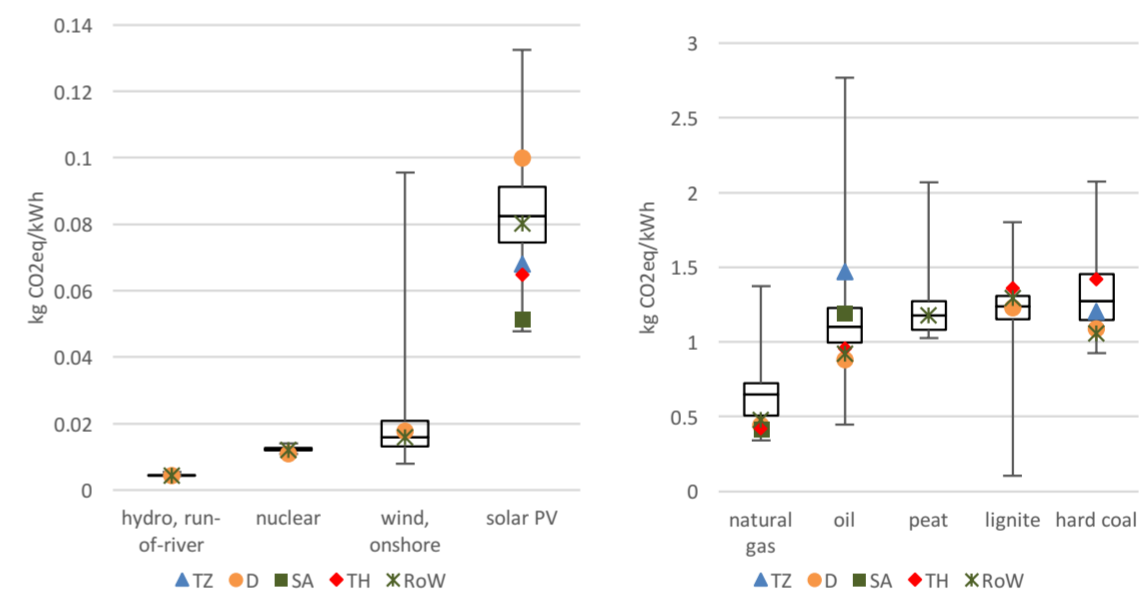 0.14
0.12
0.1
0.08
0.06
0.04
0.02
0
kg CO2eq/kWh
hydro, run-
of-river
nuclear
wind,
onshore
solar PV
TZ D SA TH RoW
3
2.5
2
1.5
1
0.5
0
kg CO2eq/kWh
natural
gas
oil
peat
lignite
hard coal
TZ D SA TH RoW